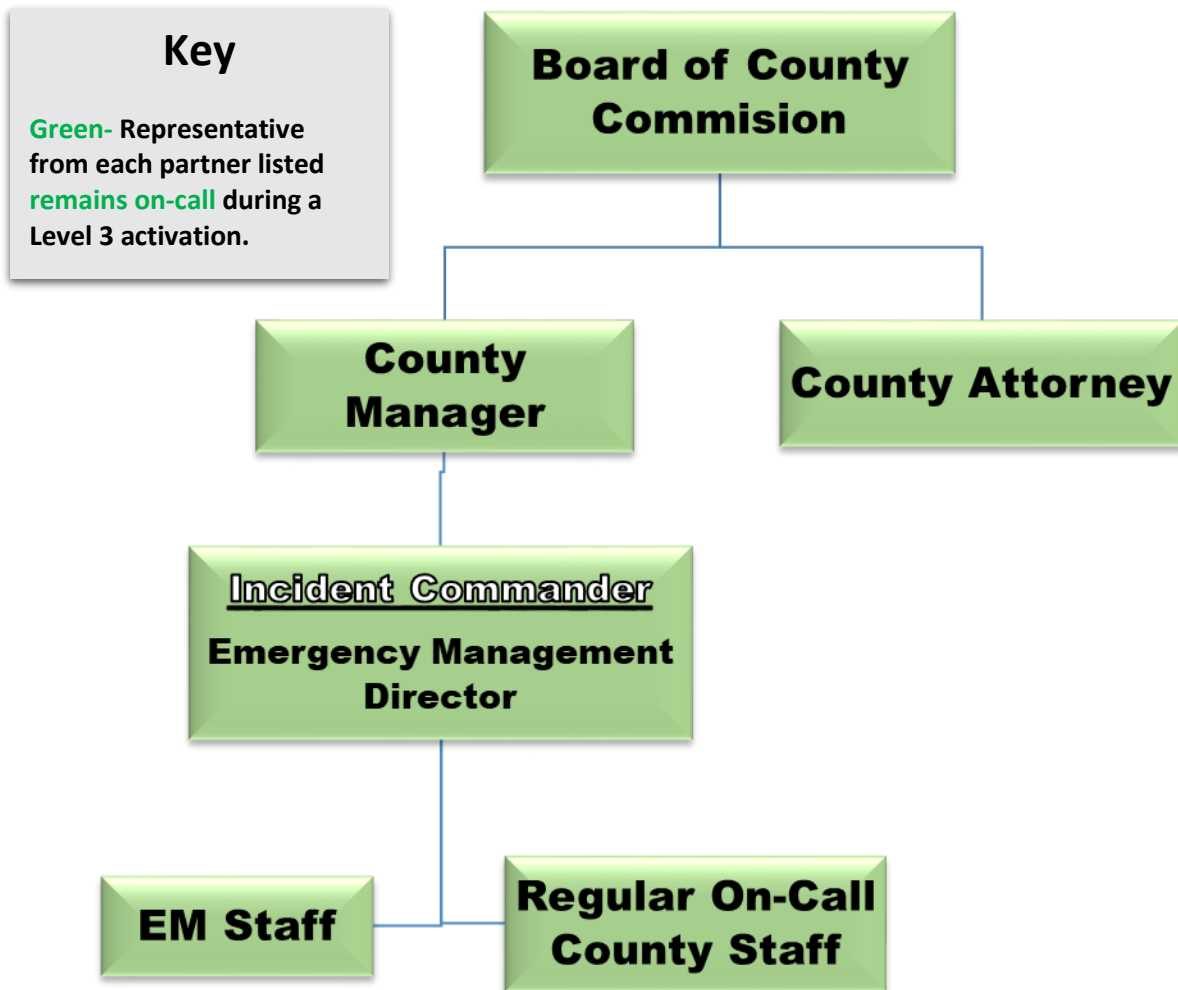 Key
Green- Representative
from each partner listed
remains on-call during a
Level 3 activation.
Board of County
Commision
County
Manager
County Attorney
Incident Commander
Emergency Management
Director
EM Staff
Regular On-Call
County Staff